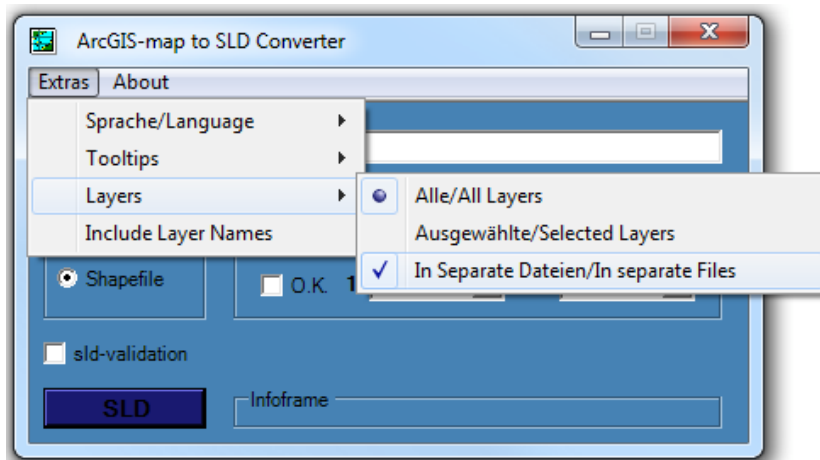 ArcGIS-map to SLD Converter
Extras About
Sprache/Language
Tooltips
Layers
Include Layer Names
Alle/All Layers
Ausgewählte/Selected Layers
In Separate Dateien/In separate Files
Shapefile
O.K. 1
sld-validation
SLD
Infoframe